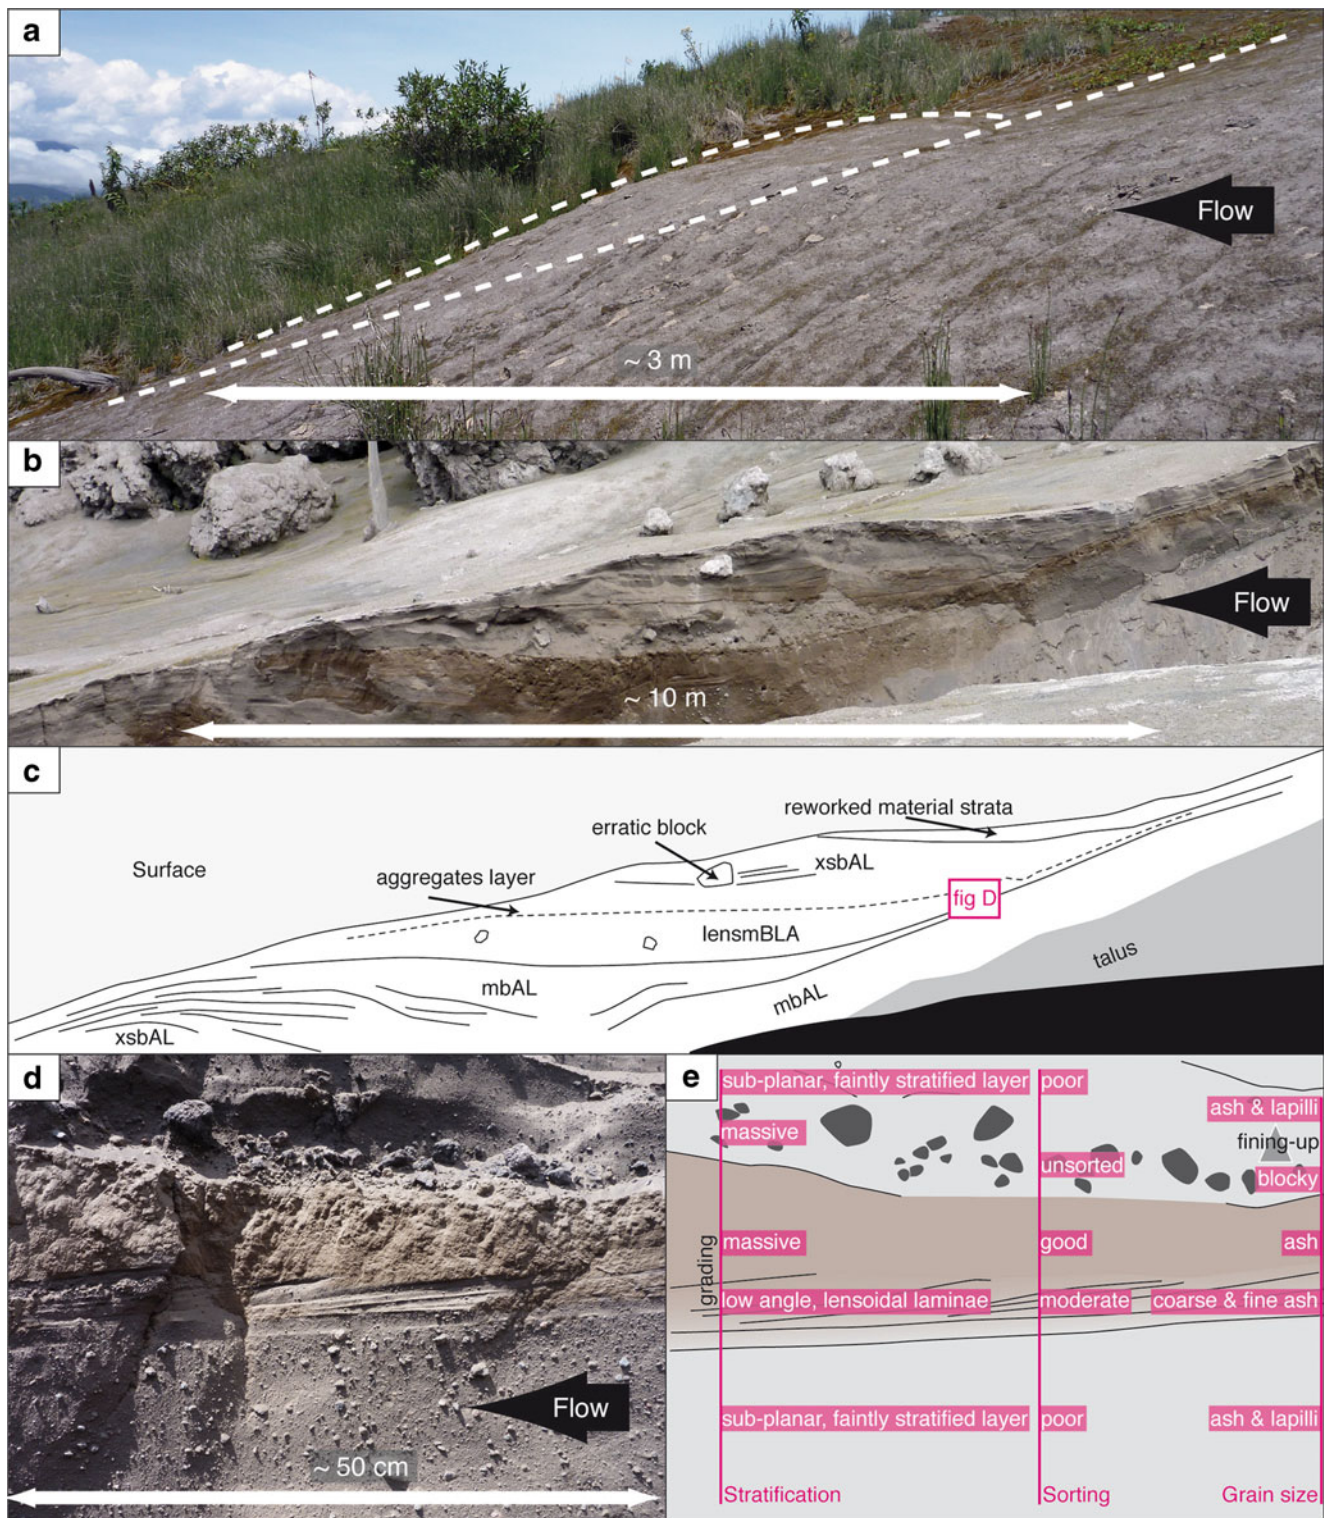 a
Flow
~ 3 m
b
Flow
~ 10 m
c
reworked material strata
erratic block
xsbAL
Surface
aggregates layer
fig D
lensmBLA
talus
mbAL
mbAL
xsbAL
d
Flow
~ 50 cm
e
sub-planar, faintly stratified layer poor
ash & lapilli
massive
fining-up
unsorted
blocky
grading
massive good ash
low angle, lensoidal laminae moderate coarse & fine ash
sub-planar, faintly stratified layer poor ash & lapilli
Stratification Sorting Grain size